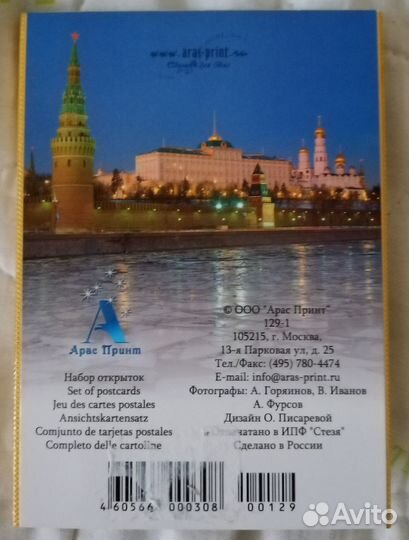 www.aras-print.ru
Арас Принт
Набор открыток
Set of postcards
Jeu des cartes postales
Ansichtskartensatz
Comjunto de tarjetas postales
Completo delle cartoline
© ООО "Арас Принт"
129-1
105215, г. Москва,
13-я Парковая ул, д. 25
Тел./Факс: (495) 780-4474
E-mail: info@aras-print.ru
Фотографы: А. Горяинов, В. Иванов
А. Фурсов
Дизайн О. Писаревой
Отпечатано в ИПФ "Стезя"
Сделано в России
4 60566 000308 00129
Avito